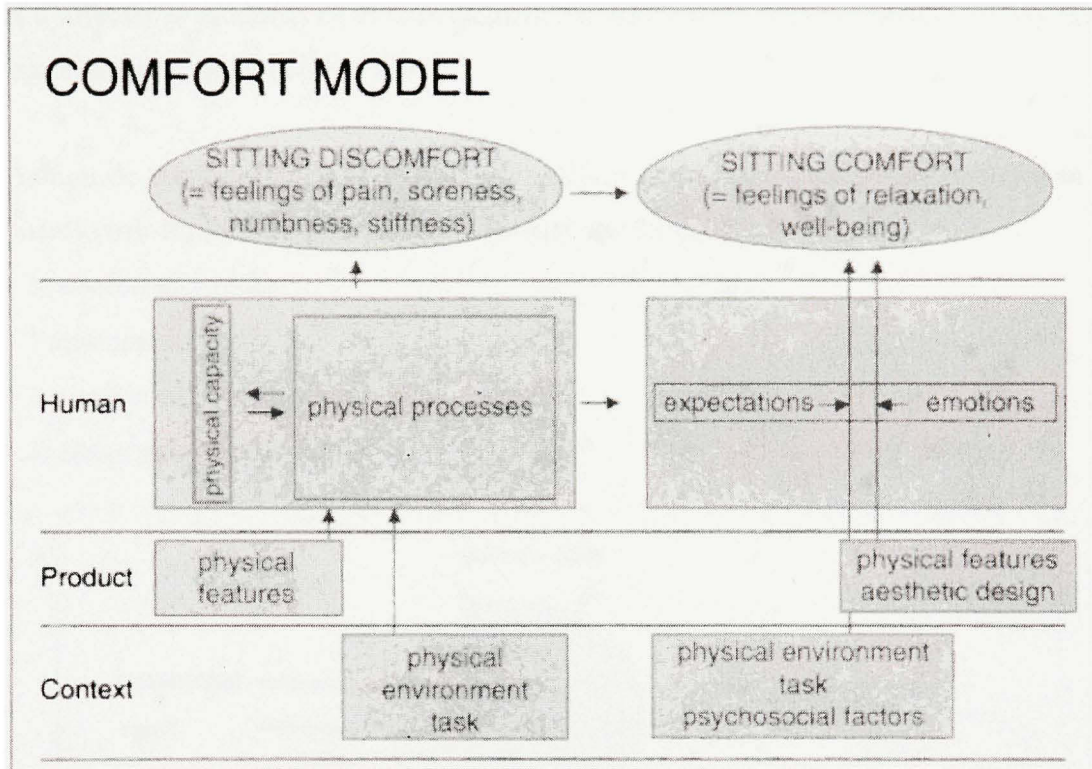 COMFORT MODEL
SITTING DISCOMFORT
(= feelings of pain, soreness,
numbness, stiffness)
SITTING COMFORT
(= feelings of relaxation,
well-being)
Human
physical capacity
physical processes
expectations
emotions
Product
physical
features
physical features
aesthetic design
Context
physical
environment
task
physical environment
task
psychosocial factors